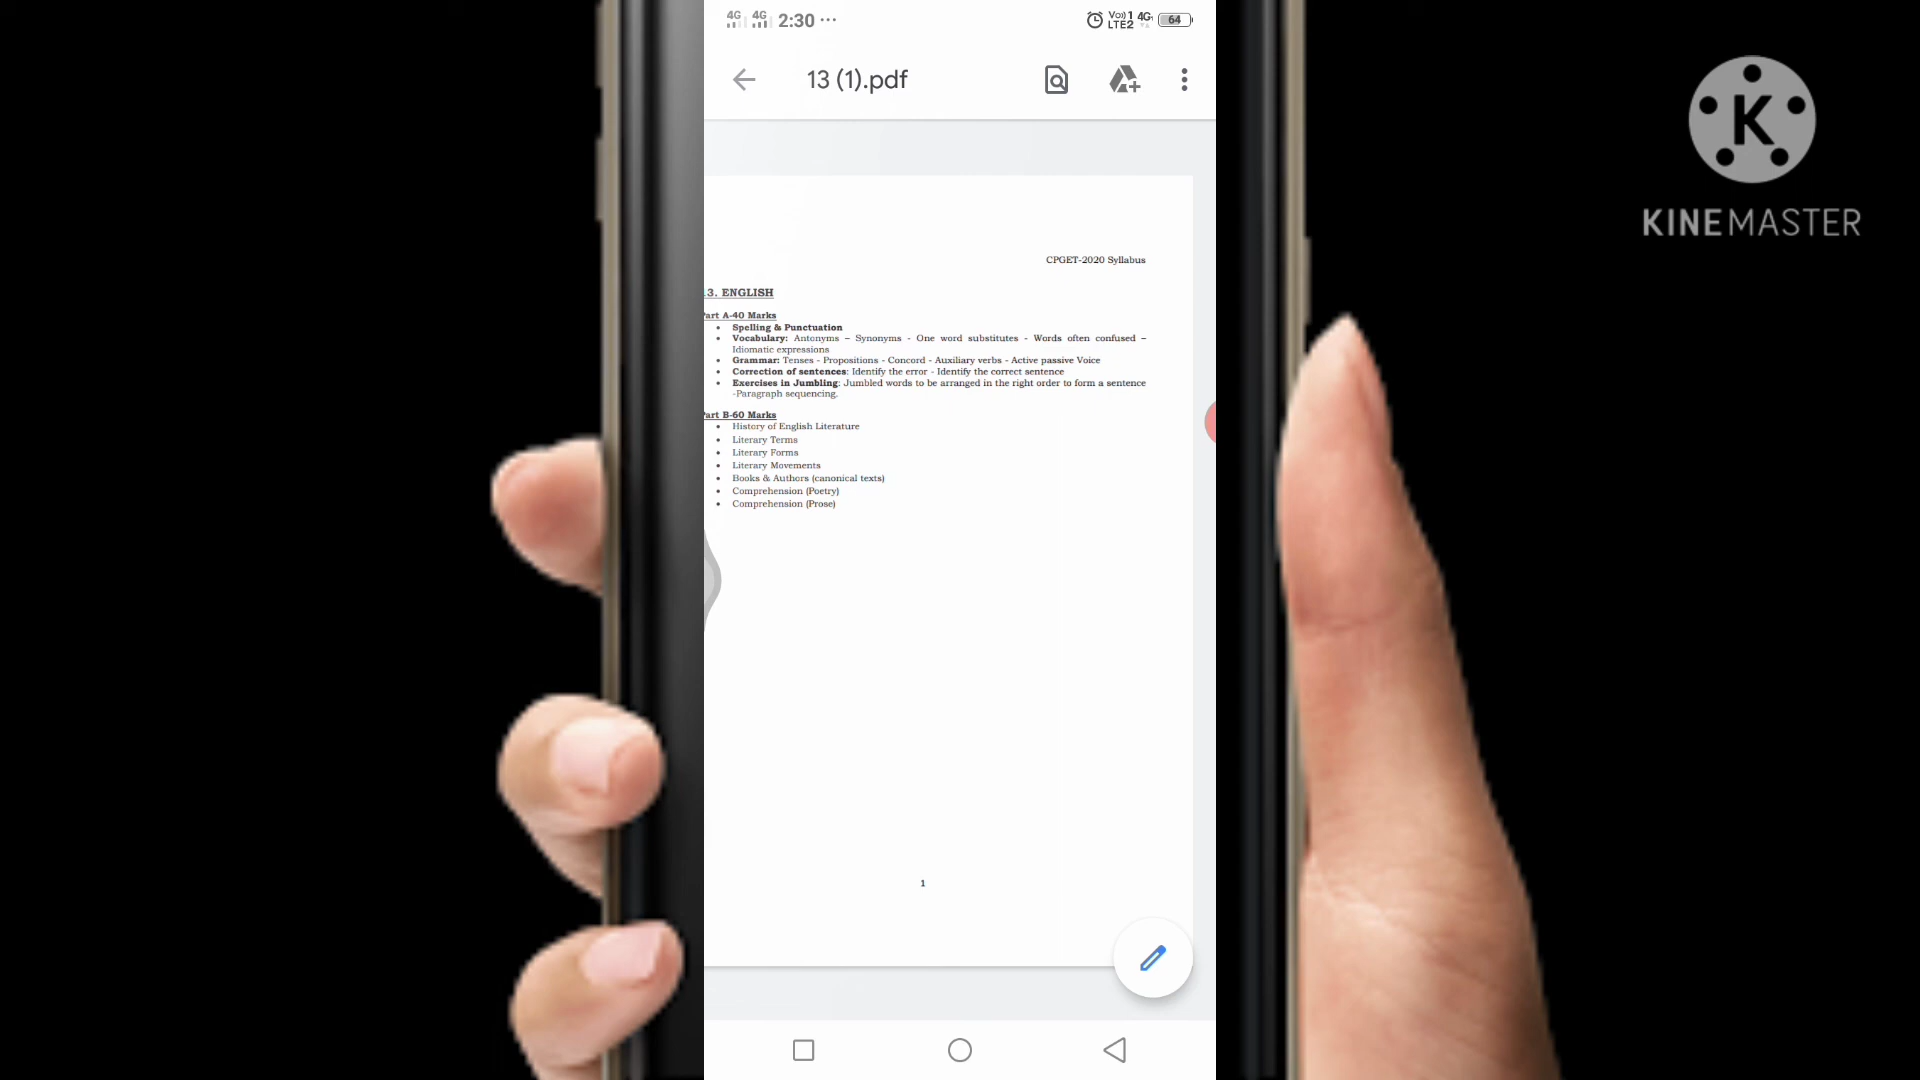 4G 4G 2:30 ... Vo) 1 LTE2 4G 64
13 (1).pdf
K
KINEMASTER
CPGET-2020 Syllabus
3. ENGLISH
art A-40 Marks
• Spelling & Punctuation
• Vocabulary: Antonyms – Synonyms - One word substitutes - Words often confused –
Idiomatic expressions
• Grammar: Tenses - Propositions - Concord - Auxiliary verbs - Active passive Voice
• Correction of sentences: Identify the error - Identify the correct sentence
• Exercises in Jumbling: Jumbled words to be arranged in the right order to form a sentence
-Paragraph sequencing.
art B-60 Marks
• History of English Literature
• Literary Terms
• Literary Forms
• Literary Movements
• Books & Authors (canonical texts)
• Comprehension (Poetry)
• Comprehension (Prose)
1